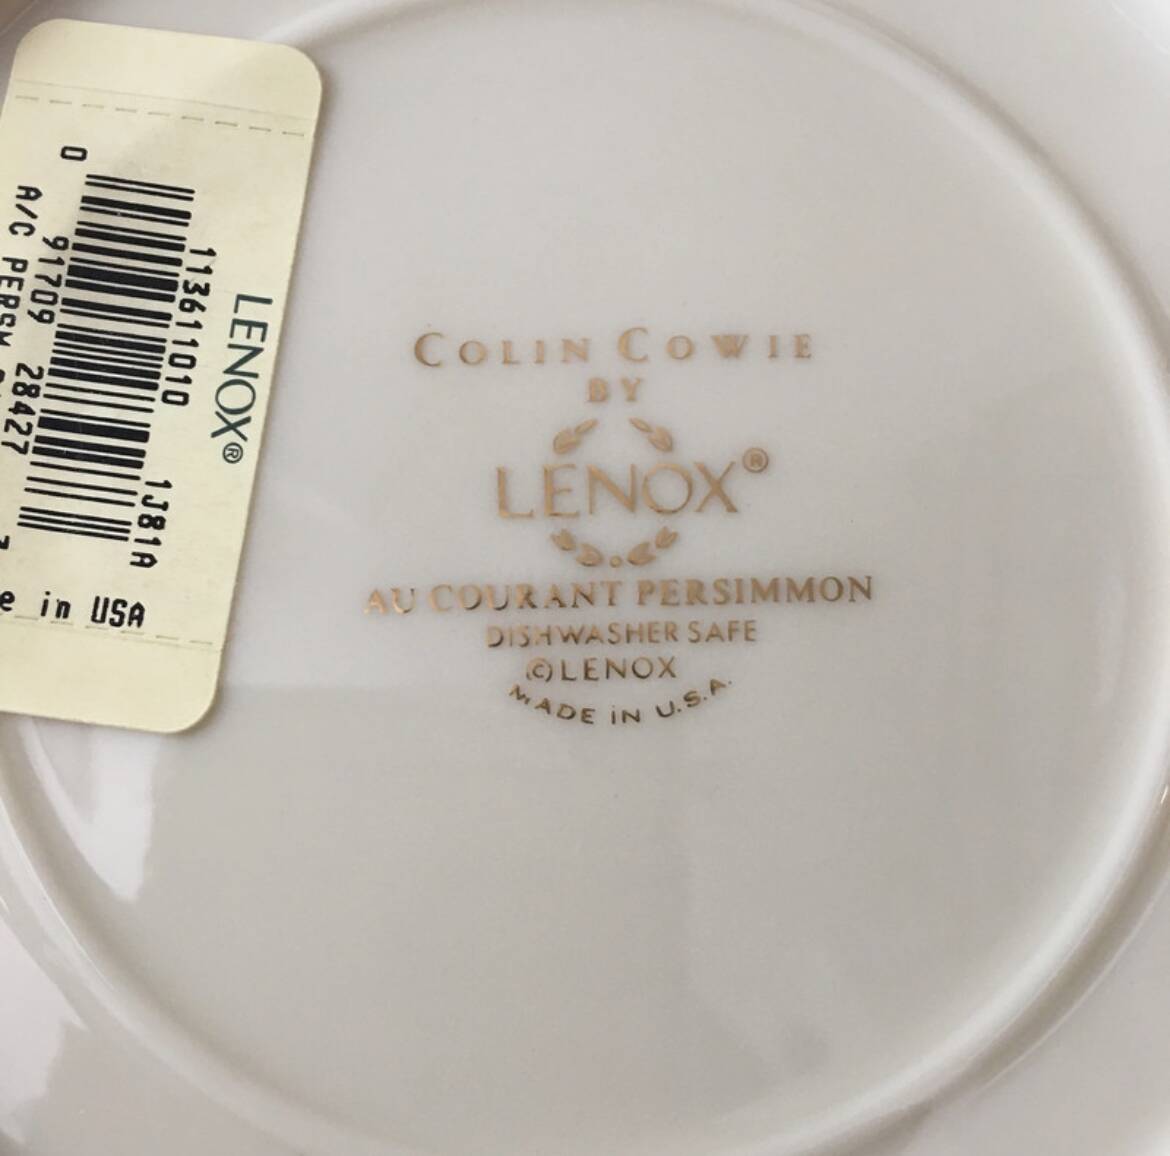 COLIN COWIE
BY
LENOX®
AU COURANT PERSIMMON
DISHWASHER SAFE
©LENOX
MADE iN U.S.A.
LENOX®
113611010 1J81A
0
91709 28427
A/C PERSM
in USA